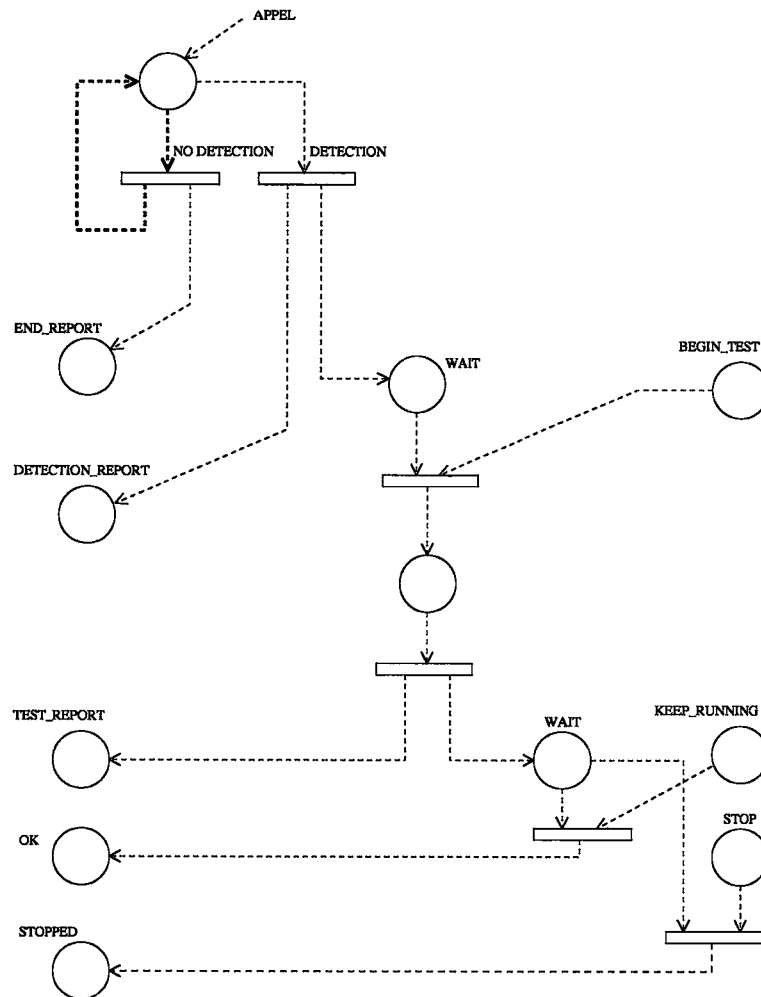 APPEL
NO DETECTION
DETECTION
END_REPORT
BEGIN_TEST
WAIT
DETECTION_REPORT
TEST_REPORT
WAIT
KEEP_RUNNING
OK
STOP
STOPPED